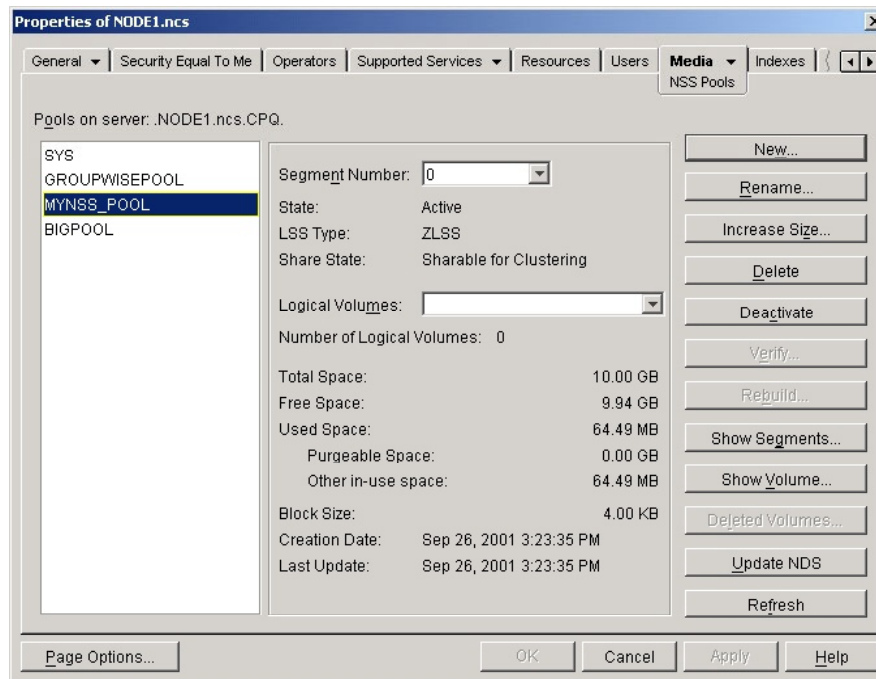 Properties of NODE1.ncs
General Security Equal To Me Operators Supported Services Resources Users Media Indexes
NSS Pools
Pools on server: .NODE1.ncs.CPQ.
SYS
GROUPWISEPOOL
MYNSS_POOL
BIGPOOL
Segment Number: 0
State: Active
LSS Type: ZLSS
Share State: Sharable for Clustering
Logical Volumes:
Number of Logical Volumes: 0
Total Space: 10.00 GB
Free Space: 9.94 GB
Used Space: 64.49 MB
Purgeable Space: 0.00 GB
Other in-use space: 64.49 MB
Block Size: 4.00 KB
Creation Date: Sep 26, 2001 3:23:35 PM
Last Update: Sep 26, 2001 3:23:35 PM
New...
Rename...
Increase Size...
Delete
Deactivate
Verify...
Rebuild...
Show Segments...
Show Volume...
Deleted Volumes...
Update NDS
Refresh
Page Options... OK Cancel Apply Help